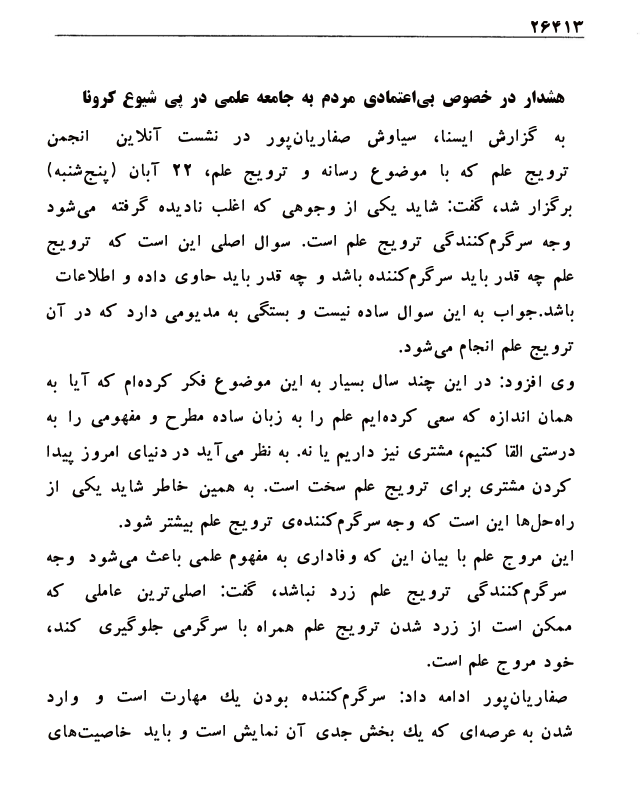 ۲۶۴۱۳
هشدار در خصوص بی‌اعتمادی مردم به جامعه علمی در پی شیوع کرونا
به گزارش ایسنا، سیاوش صفاریان‌پور در نشست آنلاین انجمن
ترویج علم که با موضوع رسانه و ترویج علم، ۲۲ آبان (پنج‌شنبه)
برگزار شد، گفت: شاید یکی از وجوهی که اغلب نادیده گرفته می‌شود
وجه سرگرم‌کنندگی ترویج علم است. سوال اصلی این است که ترویج
علم چه قدر باید سرگرم‌کننده باشد و چه قدر باید حاوی داده و اطلاعات
باشد.جواب به این سوال ساده نیست و بستگی به مدیومی دارد که در آن
ترویج علم انجام می‌شود.
وی افزود: در این چند سال بسیار به این موضوع فکر کرده‌ام که آیا به
همان اندازه که سعی کرده‌ایم علم را به زبان ساده مطرح و مفهومی را به
درستی القا کنیم، مشتری نیز داریم یا نه. به نظر می‌آید در دنیای امروز پیدا
کردن مشتری برای ترویج علم سخت است. به همین خاطر شاید یکی از
راه‌حل‌ها این است که وجه سرگرم‌کننده‌ی ترویج علم بیشتر شود.
این مروج علم با بیان این که وفاداری به مفهوم علمی باعث می‌شود وجه
سرگرم‌کنندگی ترویج علم زرد نباشد، گفت: اصلی‌ترین عاملی که
ممکن است از زرد شدن ترویج علم همراه با سرگرمی جلوگیری کند،
خود مروج علم است.
صفاریان‌پور ادامه داد: سرگرم‌کننده بودن یك مهارت است و وارد
شدن به عرصه‌ای که یك بخش جدی آن نمایش است و باید خاصیت‌های